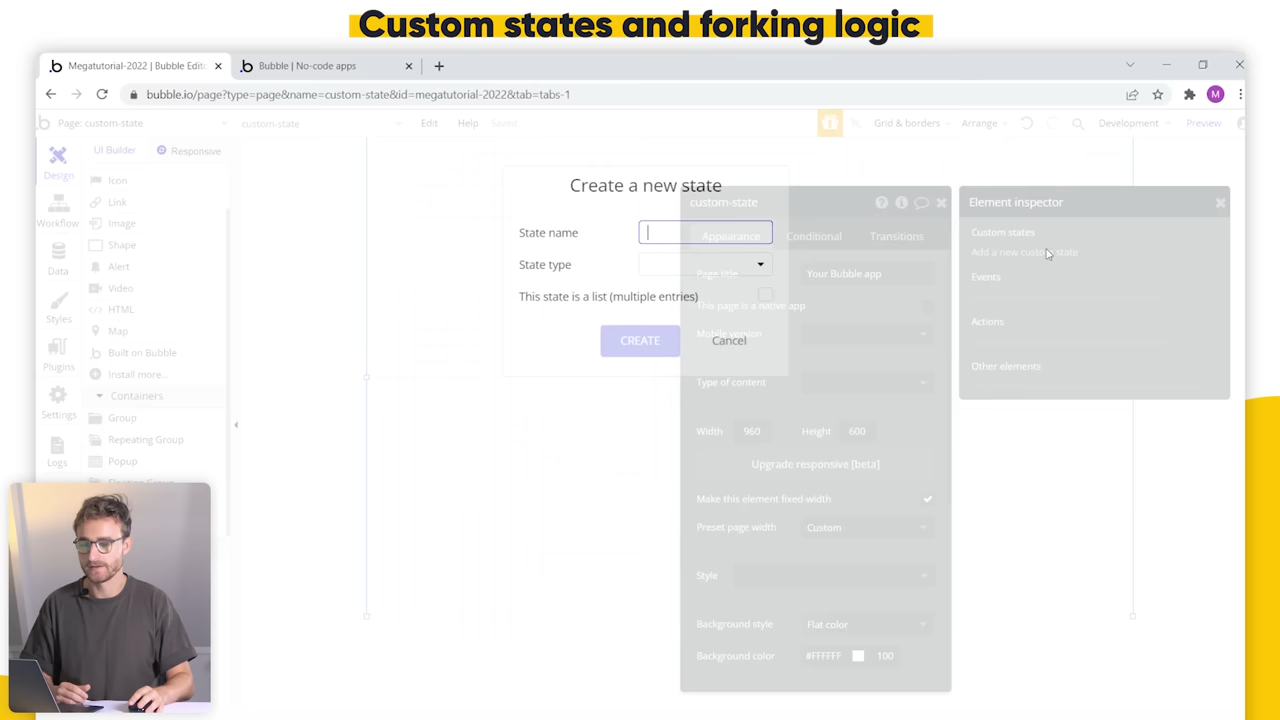 Custom states and forking logic
Megatutorial-2022 | Bubble Edito
Bubble | No-code apps
bubble.io/page?type=page&name=custom-state&id=megatutorial-2022&tab=tabs-1
M
Page: custom-state
custom-state
Edit
Help
Saved
Grid & borders
Arrange
Development
Preview
Design
Workflow
Data
Styles
Plugins
Settings
Logs
UI Builder
Responsive
Icon
Link
Image
Shape
Alert
Video
HTML
Map
Built on Bubble
Install more...
Containers
Group
Repeating Group
Popup
Create a new state
State name
State type
This state is a list (multiple entries)
CREATE
Cancel
custom-state
Appearance
Conditional
Transitions
Page title
Your Bubble app
This page is a native app
Mobile version
Type of content
Width
960
Height
600
Upgrade responsive [beta]
Make this element fixed-width
Preset page width
Custom
Style
Background style
Flat color
Background color
#FFFFFF
100
Element inspector
Custom states
Add a new custom state
Events
Actions
Other elements